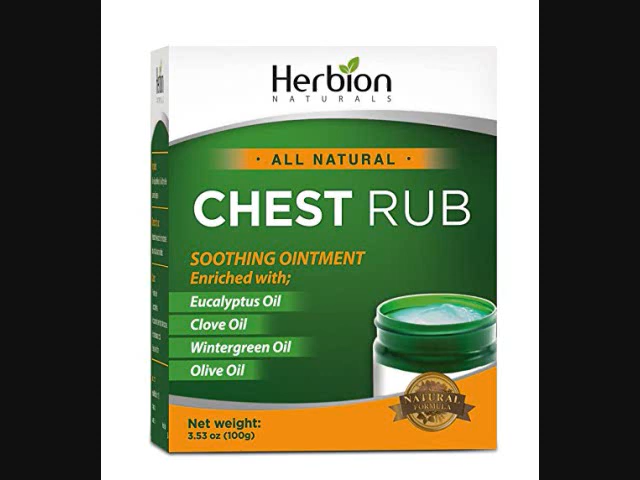 Herbion
NATURALS
• ALL NATURAL •
CHEST RUB
SOOTHING OINTMENT
Enriched with;
Eucalyptus Oil
Clove Oil
Wintergreen Oil
Olive Oil
NATURAL
FORMULA
Net weight:
3.53 oz (100g)